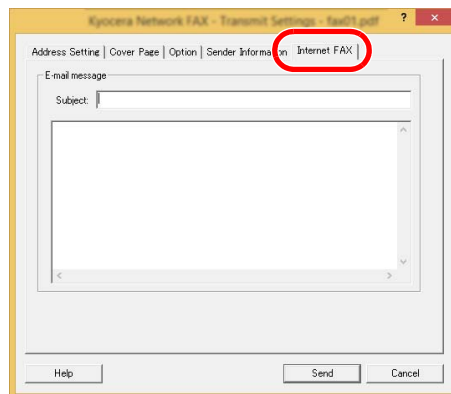 Kyocera Network FAX - Transmit Settings - fax01.pdf ? ×
Address Setting Cover Page Option Sender Information Internet FAX
E-mail message
Subject:
Help Send Cancel